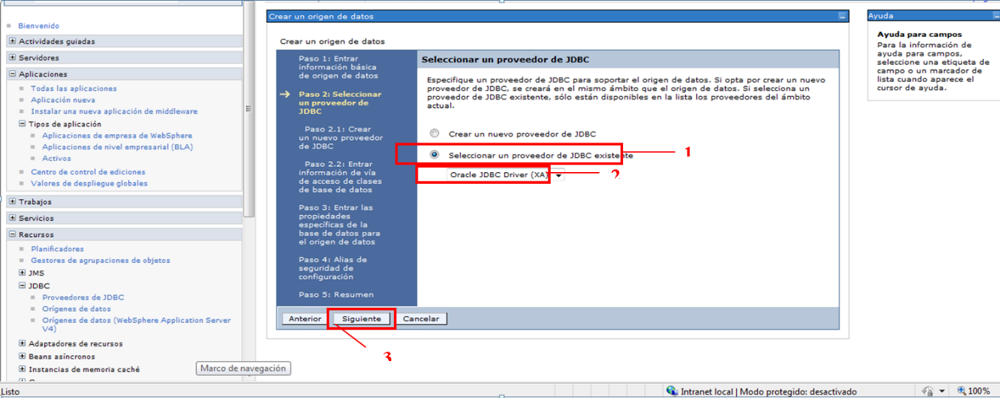 Bienvenido
Actividades guiadas
Servidores
Aplicaciones
Todas las aplicaciones
Aplicación nueva
Instalar una nueva aplicación de middleware
Tipos de aplicación
Aplicaciones de empresa de WebSphere
Aplicaciones de nivel empresarial (BLA)
Activos
Centro de control de ediciones
Valores de despliegue globales
Trabajos
Servicios
Recursos
Planificadores
Gestores de agrupaciones de objetos
JMS
JDBC
Proveedores de JDBC
Orígenes de datos
Orígenes de datos (WebSphere Application Server
V4)
Adaptadores de recursos
Beans asíncronos
Instancias de memoria caché
Marco de navegación
Crear un origen de datos
Crear un origen de datos
Paso 1: Entrar
información básica
de origen de datos
Paso 2: Seleccionar
un proveedor de
JDBC
Paso 2.1: Crear
un nuevo proveedor
de JDBC
Paso 2.2: Entrar
información de vía
de acceso de clases
de base de datos
Paso 3: Entrar las
propiedades
específicas de la
base de datos para
el origen de datos
Paso 4: Alias de
seguridad de
configuración
Paso 5: Resumen
Seleccionar un proveedor de JDBC
Especifique un proveedor de JDBC para soportar el origen de datos. Si opta por crear un nuevo
proveedor de JDBC, se creará en el mismo ámbito que el origen de datos. Si selecciona un
proveedor de JDBC existente, sólo están disponibles en la lista los proveedores del ámbito
actual.
Crear un nuevo proveedor de JDBC
Seleccionar un proveedor de JDBC existente
1
Oracle JDBC Driver (XA)
2
Anterior
Siguiente
Cancelar
3
Ayuda
Ayuda para campos
Para la información de
ayuda para campos,
seleccione una etiqueta de
campo o un marcador de
lista cuando aparece el
cursor de ayuda.
Listo
Intranet local | Modo protegido: desactivado
100%